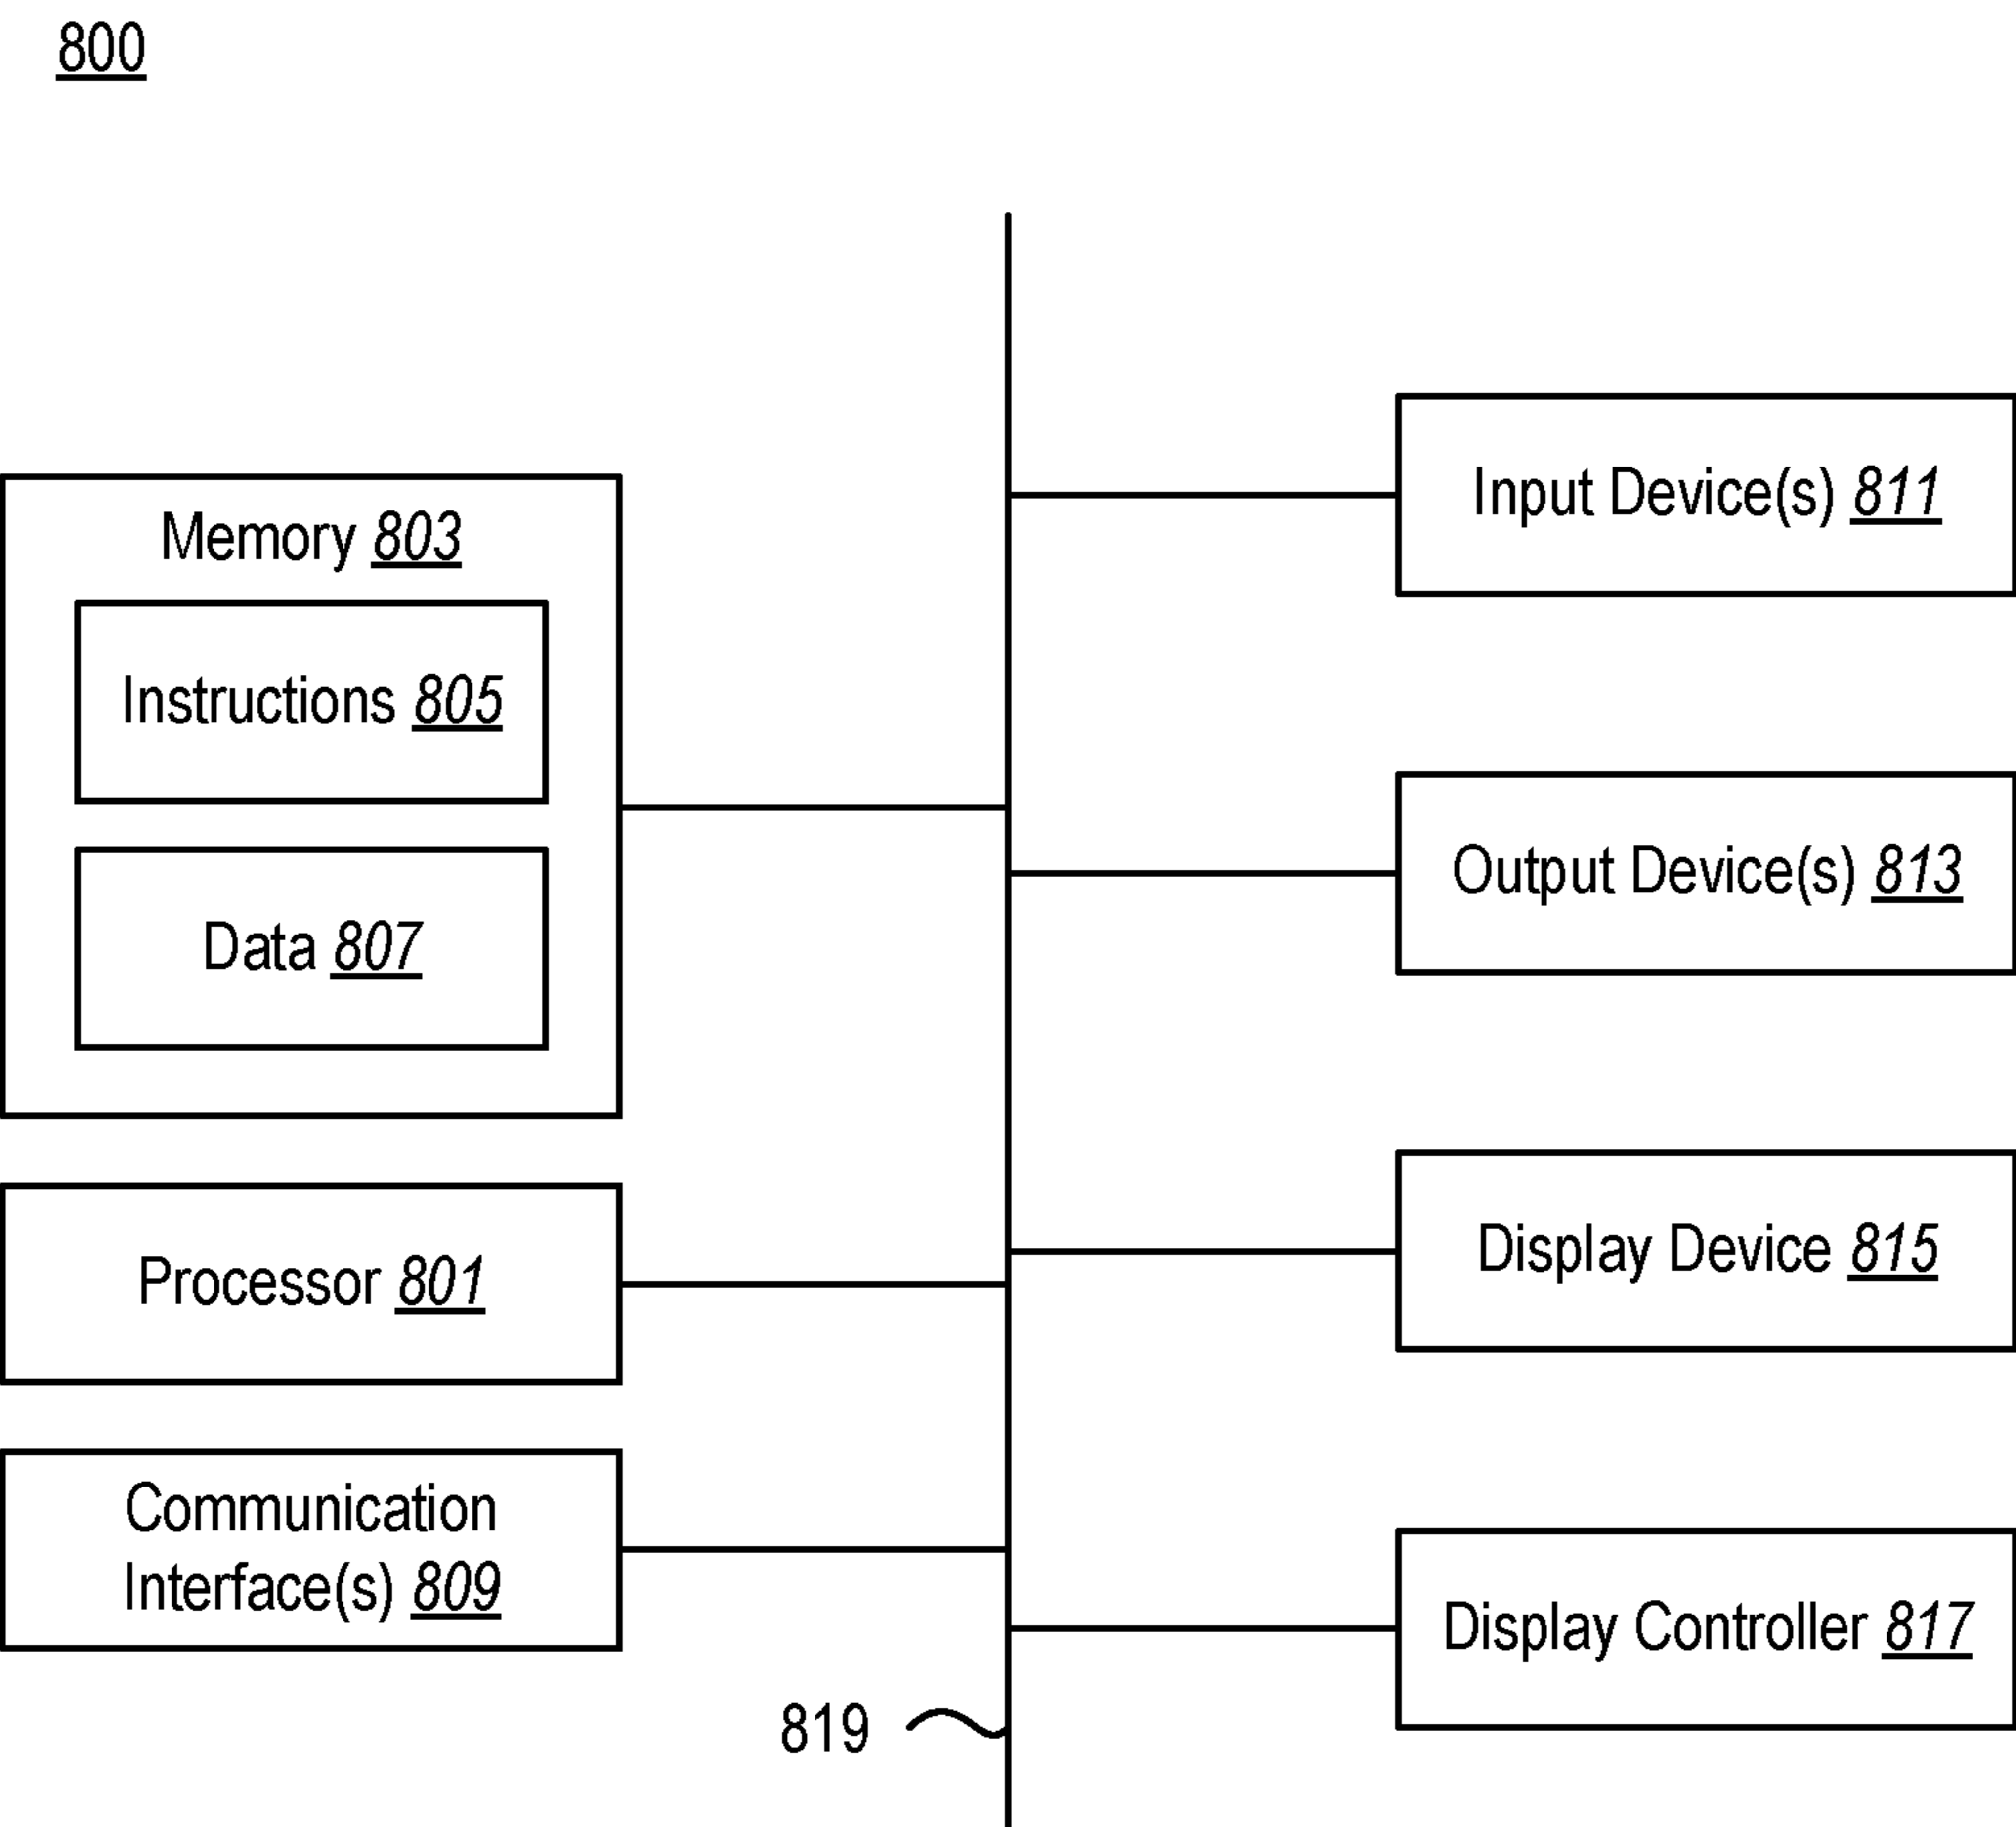 800
Memory 803
Instructions 805
Data 807
Processor 801
Communication
Interface(s) 809
Input Device(s) 811
Output Device(s) 813
Display Device 815
Display Controller 817
819